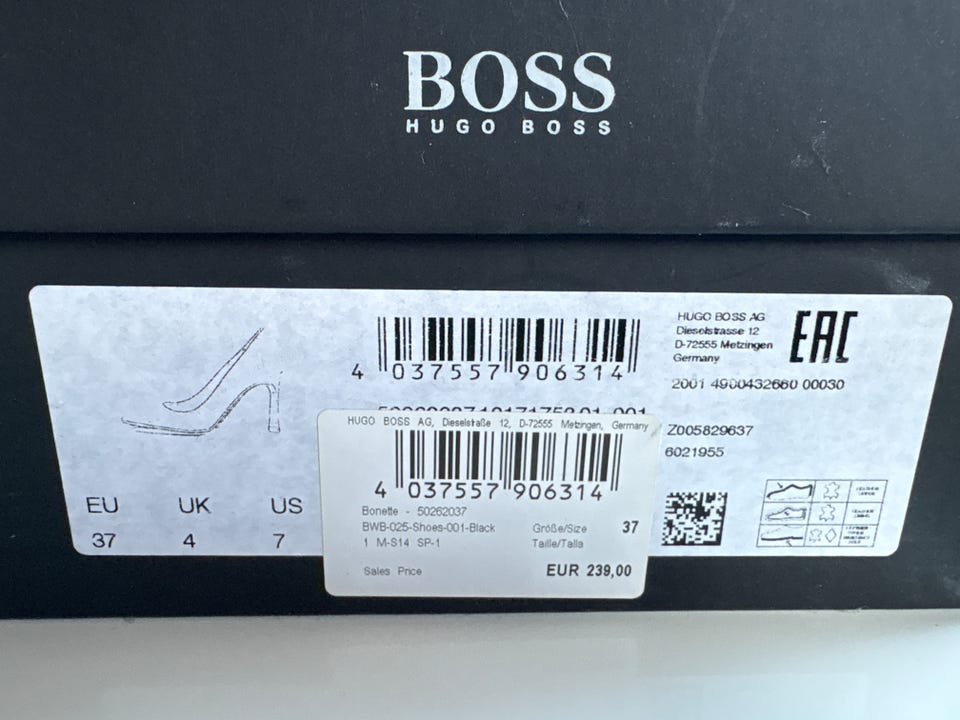 BOSS
HUGO BOSS
4 037557 906314
HUGO BOSS AG
Dieselstrasse 12
D-72555 Metzingen
Germany
EAC
2001 4900432660 00030
Z005829637
6021955
EU UK US
37 4 7
HUGO BOSS AG, Dieselstraße 12, D-72555 Metzingen, Germany
4 037557 906314
Bonette - 50262037
BWB-025-Shoes-001-Black Größe/Size 37
1 M-S14 SP-1 Taille/Talla
Sales Price EUR 239,00